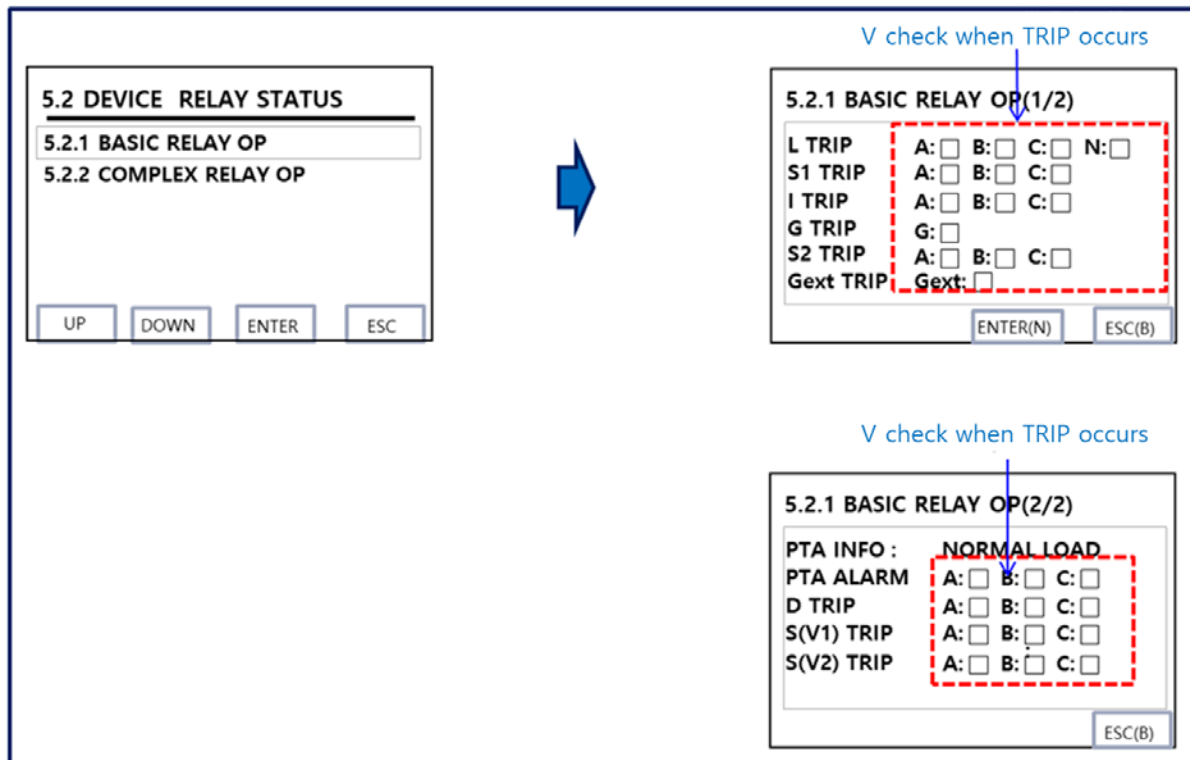 5.2 DEVICE RELAY STATUS
5.2.1 BASIC RELAY OP
5.2.2 COMPLEX RELAY OP
UP DOWN ENTER ESC
V check when TRIP occurs
5.2.1 BASIC RELAY OP(1/2)
L TRIP A: B: C: N:
S1 TRIP A: B: C:
I TRIP A: B: C:
G TRIP G:
S2 TRIP A: B: C:
Gext TRIP Gext:
ENTER(N) ESC(B)
V check when TRIP occurs
5.2.1 BASIC RELAY OP(2/2)
PTA INFO : NORMAL LOAD
PTA ALARM A: B: C:
D TRIP A: B: C:
S(V1) TRIP A: B: C:
S(V2) TRIP A: B: C:
ESC(B)